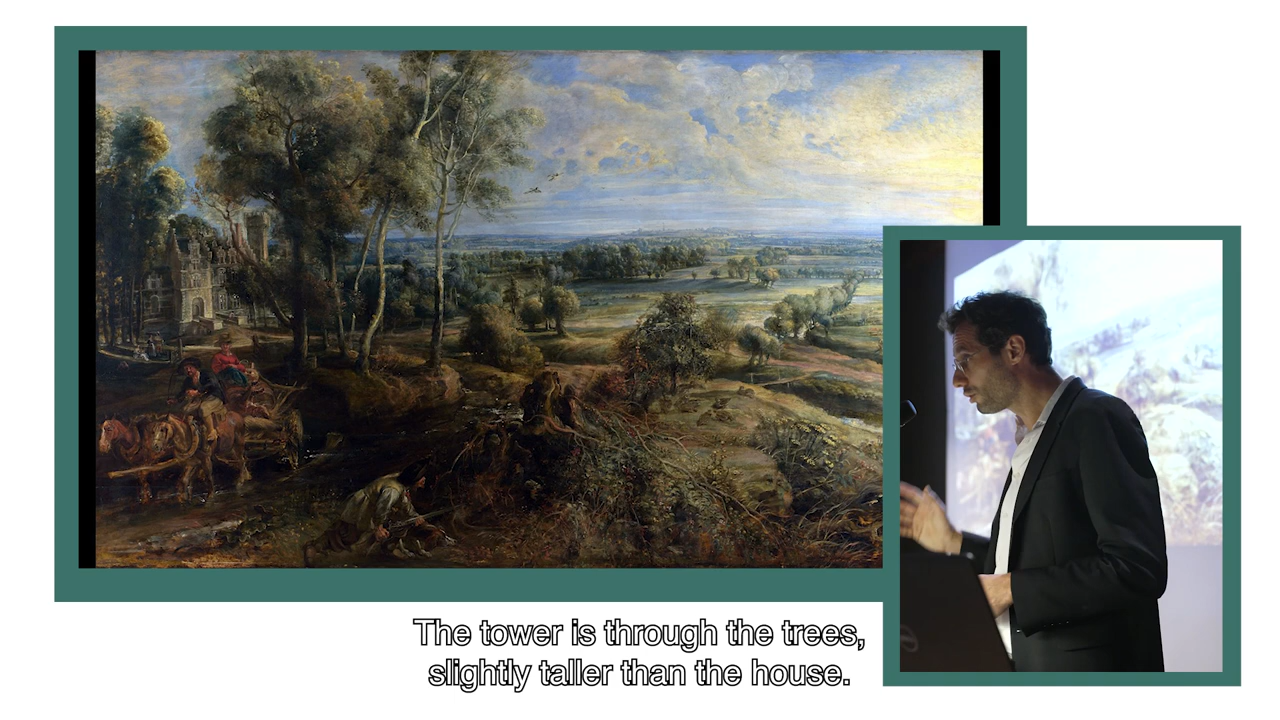 The tower is through the trees,
slightly taller than the house.